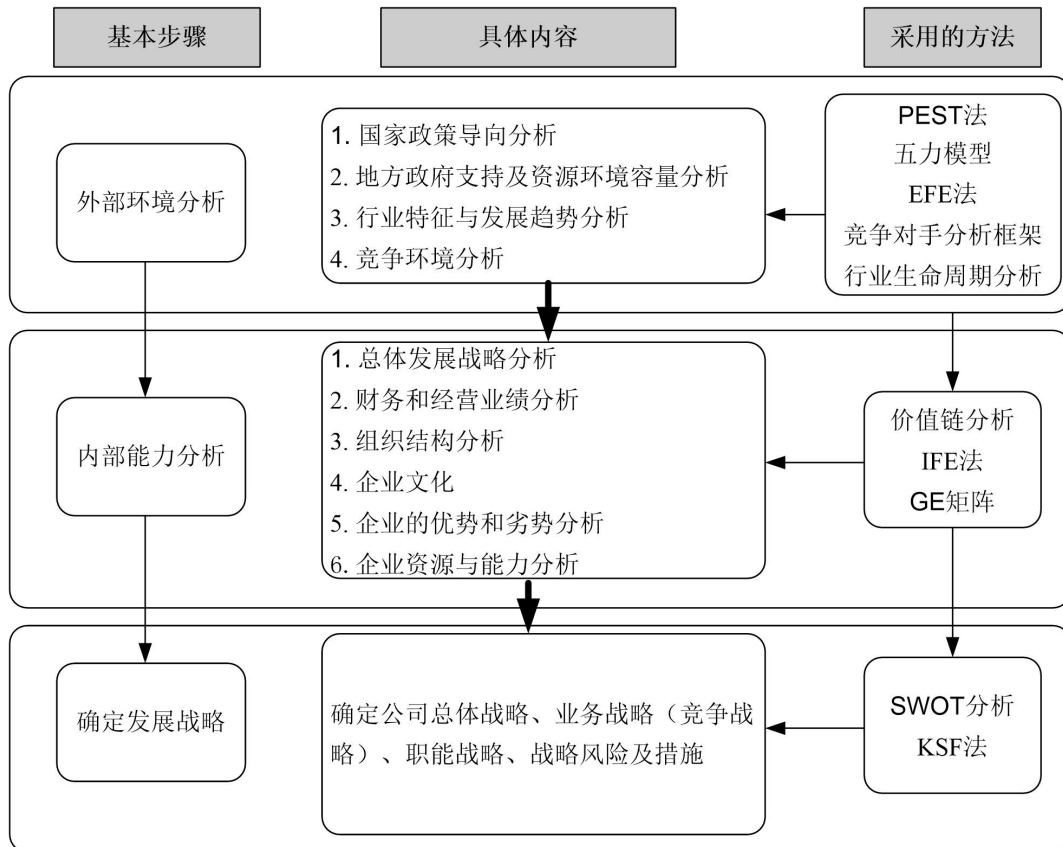 基本步骤
具体内容
采用的方法
外部环境分析
1. 国家政策导向分析
2. 地方政府支持及资源环境容量分析
3. 行业特征与发展趋势分析
4. 竞争环境分析
PEST法
五力模型
EFE法
竞争对手分析框架
行业生命周期分析
内部能力分析
1. 总体发展战略分析
2. 财务和经营业绩分析
3. 组织结构分析
4. 企业文化
5. 企业的优势和劣势分析
6. 企业资源与能力分析
价值链分析
IFE法
GE矩阵
确定发展战略
确定公司总体战略、业务战略（竞争战
略）、职能战略、战略风险及措施
SWOT分析
KSF法